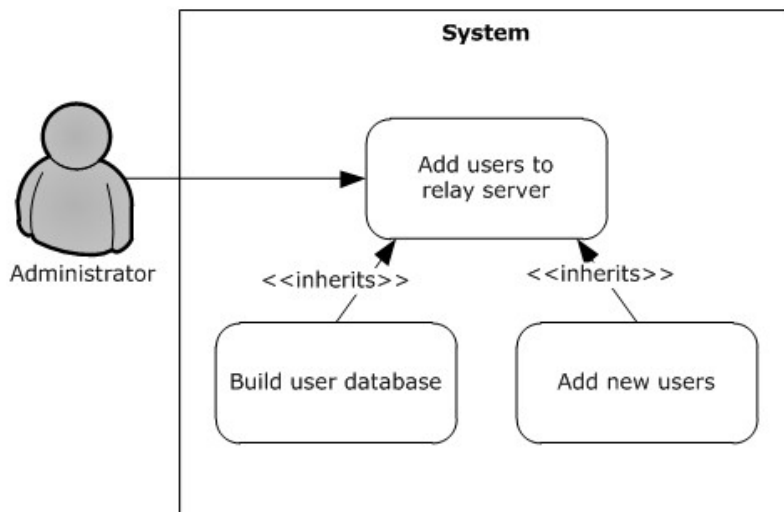 System
Add users to
relay server
Administrator
<<inherits>>
<<inherits>>
Build user database
Add new users